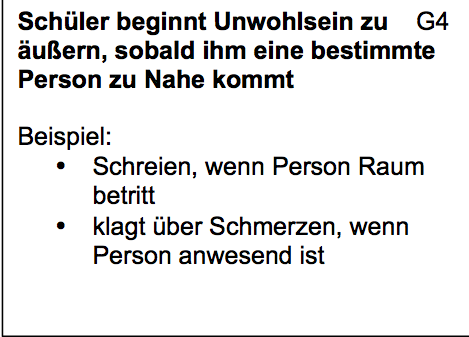 Schüler beginnt Unwohlsein zu G4
äußern, sobald ihm eine bestimmte
Person zu Nahe kommt
Beispiel:
• Schreien, wenn Person Raum
betritt
• klagt über Schmerzen, wenn
Person anwesend ist